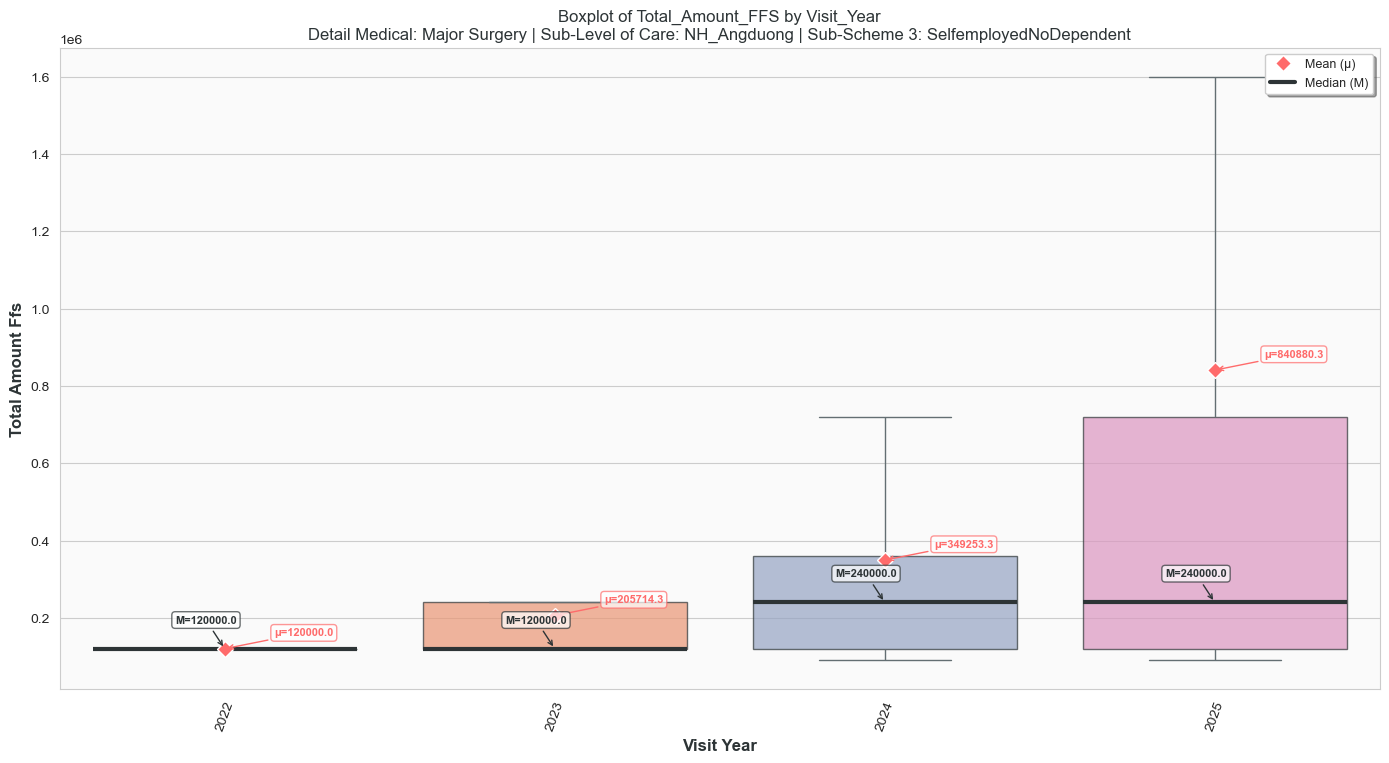 Boxplot of Total_Amount_FFS by Visit_Year
Detail Medical: Major Surgery | Sub-Level of Care: NH_Angduong | Sub-Scheme 3: SelfemployedNoDependent
1e6
Mean (μ)
Median (M)
1.6
1.4
1.2
1.0
0.8
0.6
0.4
0.2
Total Amount Ffs
M=120000.0
μ=120000.0
M=120000.0
μ=205714.3
M=240000.0
μ=349253.3
M=240000.0
μ=840880.3
2022
2023
2024
2025
Visit Year